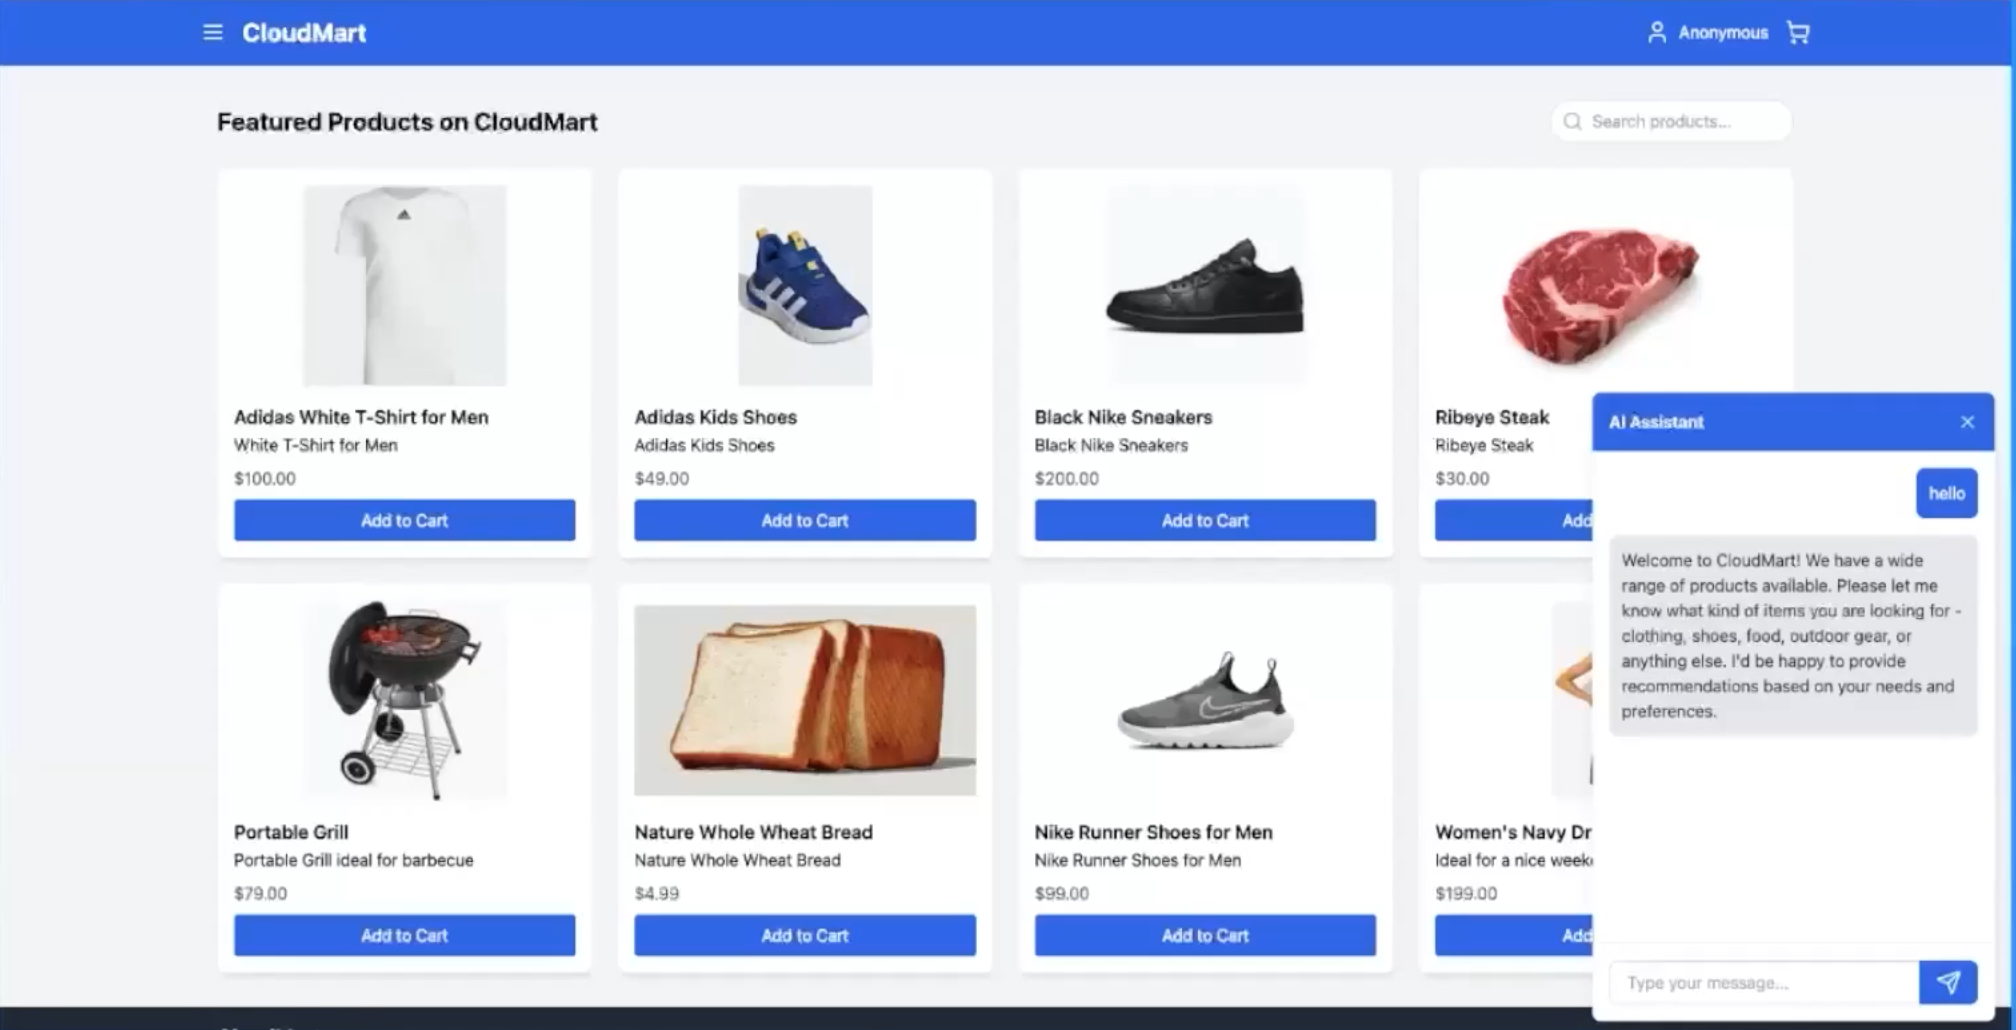 CloudMart
Anonymous
Featured Products on CloudMart
Search products...
Adidas White T-Shirt for Men
White T-Shirt for Men
$100.00
Add to Cart
Adidas Kids Shoes
Adidas Kids Shoes
$49.00
Add to Cart
Black Nike Sneakers
Black Nike Sneakers
$200.00
Add to Cart
Ribeye Steak
Ribeye Steak
$30.00
Add
Portable Grill
Portable Grill ideal for barbecue
$79.00
Add to Cart
Nature Whole Wheat Bread
Nature Whole Wheat Bread
$4.99
Add to Cart
Nike Runner Shoes for Men
Nike Runner Shoes for Men
$99.00
Add to Cart
Women's Navy Dr
Ideal for a nice week
$199.00
Add
AI Assistant
hello
Welcome to CloudMart! We have a wide
range of products available. Please let me
know what kind of items you are looking for -
clothing, shoes, food, outdoor gear, or
anything else. I'd be happy to provide
recommendations based on your needs and
preferences.
Type your message...